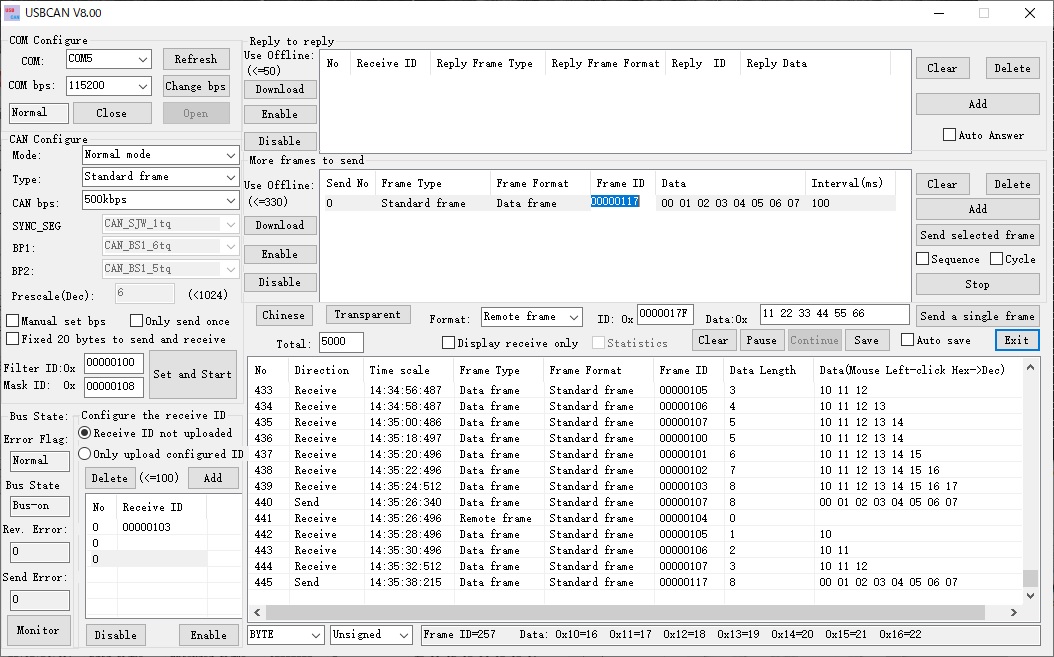 USBCAN V8.00
COM Configure
COM: COM5 Refresh
COM bps: 115200 Change bps
Normal Close Open
CAN Configure
Mode: Normal mode
Type: Standard frame
CAN bps: 500kbps
SYNC_SEG CAN_SJW_1tq
BP1: CAN_BS1_6tq
BP2: CAN_BS1_5tq
Prescale(Dec): 6 (<1024)
Manual set bps Only send once
Fixed 20 bytes to send and receive
Filter ID:0x 00000100
Mask ID: 0x 00000108
Set and Start
Bus State:
Error Flag:
Normal
Bus State
Bus-on
Rev. Error:
0
Send Error:
0
Monitor
Configure the receive ID
Receive ID not uploaded
Only upload configured ID
Delete (<=100) Add
No Receive ID
0 00000103
0
0
Disable Enable
Reply to reply
Use Offline:
(<=50)
Download
Enable
Disable
No Receive ID Reply Frame Type Reply Frame Format Reply ID Reply Data
Clear Delete
Add
Auto Answer
More frames to send
Use Offline:
(<=330)
Download
Enable
Disable
Send No Frame Type Frame Format Frame ID Data Interval(ms)
0 Standard frame Data frame 00000117 00 01 02 03 04 05 06 07 100
Clear Delete
Add
Send selected frame
Sequence Cycle
Stop
Chinese Transparent Format: Remote frame ID: 0x 0000017F Data:0x 11 22 33 44 55 66 Send a single frame
Total: 5000 Display receive only Statistics Clear Pause Continue Save Auto save Exit
No Direction Time scale Frame Type Frame Format Frame ID Data Length Data(Mouse Left-click Hex->Dec)
433 Receive 14:34:56:487 Data frame Standard frame 00000105 3 10 11 12
434 Receive 14:34:58:487 Data frame Standard frame 00000106 4 10 11 12 13
435 Receive 14:35:00:486 Data frame Standard frame 00000107 5 10 11 12 13 14
436 Receive 14:35:18:497 Data frame Standard frame 00000100 5 10 11 12 13 14
437 Receive 14:35:20:496 Data frame Standard frame 00000101 6 10 11 12 13 14 15
438 Receive 14:35:22:496 Data frame Standard frame 00000102 7 10 11 12 13 14 15 16
439 Receive 14:35:24:512 Data frame Standard frame 00000103 8 10 11 12 13 14 15 16 17
440 Send 14:35:26:340 Data frame Standard frame 00000107 8 00 01 02 03 04 05 06 07
441 Receive 14:35:26:496 Remote frame Standard frame 00000104 0
442 Receive 14:35:28:496 Data frame Standard frame 00000105 1 10
443 Receive 14:35:30:496 Data frame Standard frame 00000106 2 10 11
444 Receive 14:35:32:512 Data frame Standard frame 00000107 3 10 11 12
445 Send 14:35:38:215 Data frame Standard frame 00000117 8 00 01 02 03 04 05 06 07
BYTE Unsigned Frame ID=257 Data: 0x10=16 0x11=17 0x12=18 0x13=19 0x14=20 0x15=21 0x16=22